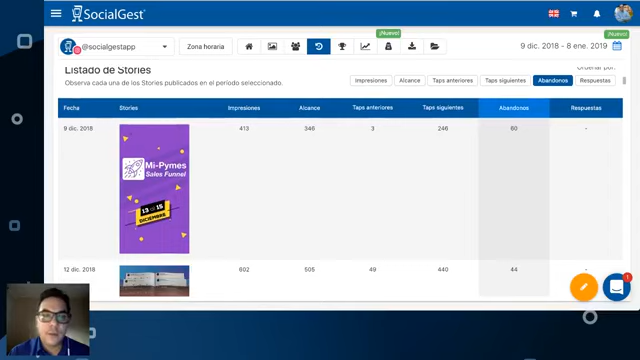 SocialGest®
¡Nuevo!
¡Nuevo!
@socialgestapp
Zona horaria
9 dic. 2018 - 8 ene. 2019
Listado de Stories
Ordenar por:
Observa cada una de los Stories publicados en el período seleccionado.
Impresiones
Alcance
Taps anteriores
Taps siguientes
Abandonos
Respuestas
Fecha Stories Impresiones Alcance Taps anteriores Taps siguientes Abandonos Respuestas
9 dic. 2018 413 346 3 246 60 -
Mi-Pymes
Sales Funnel
13 al 15
DICIEMBRE
12 dic. 2018 602 505 49 440 44 -
1